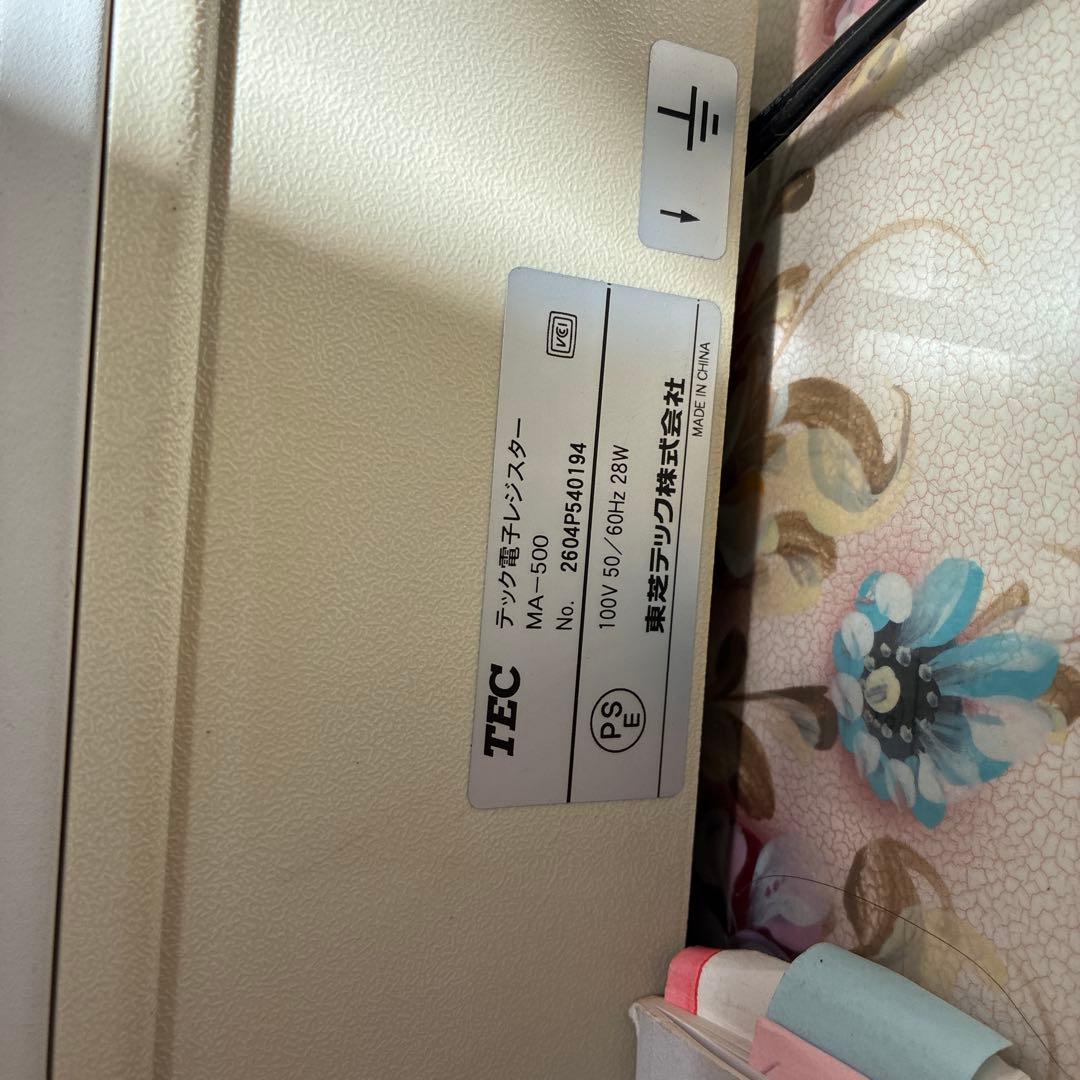 TEC テック電子レジスター
MA-500
No. 2604P540194
VCI
PS
E
100V 50/60Hz 28W
東芝テック株式会社
MADE IN CHINA